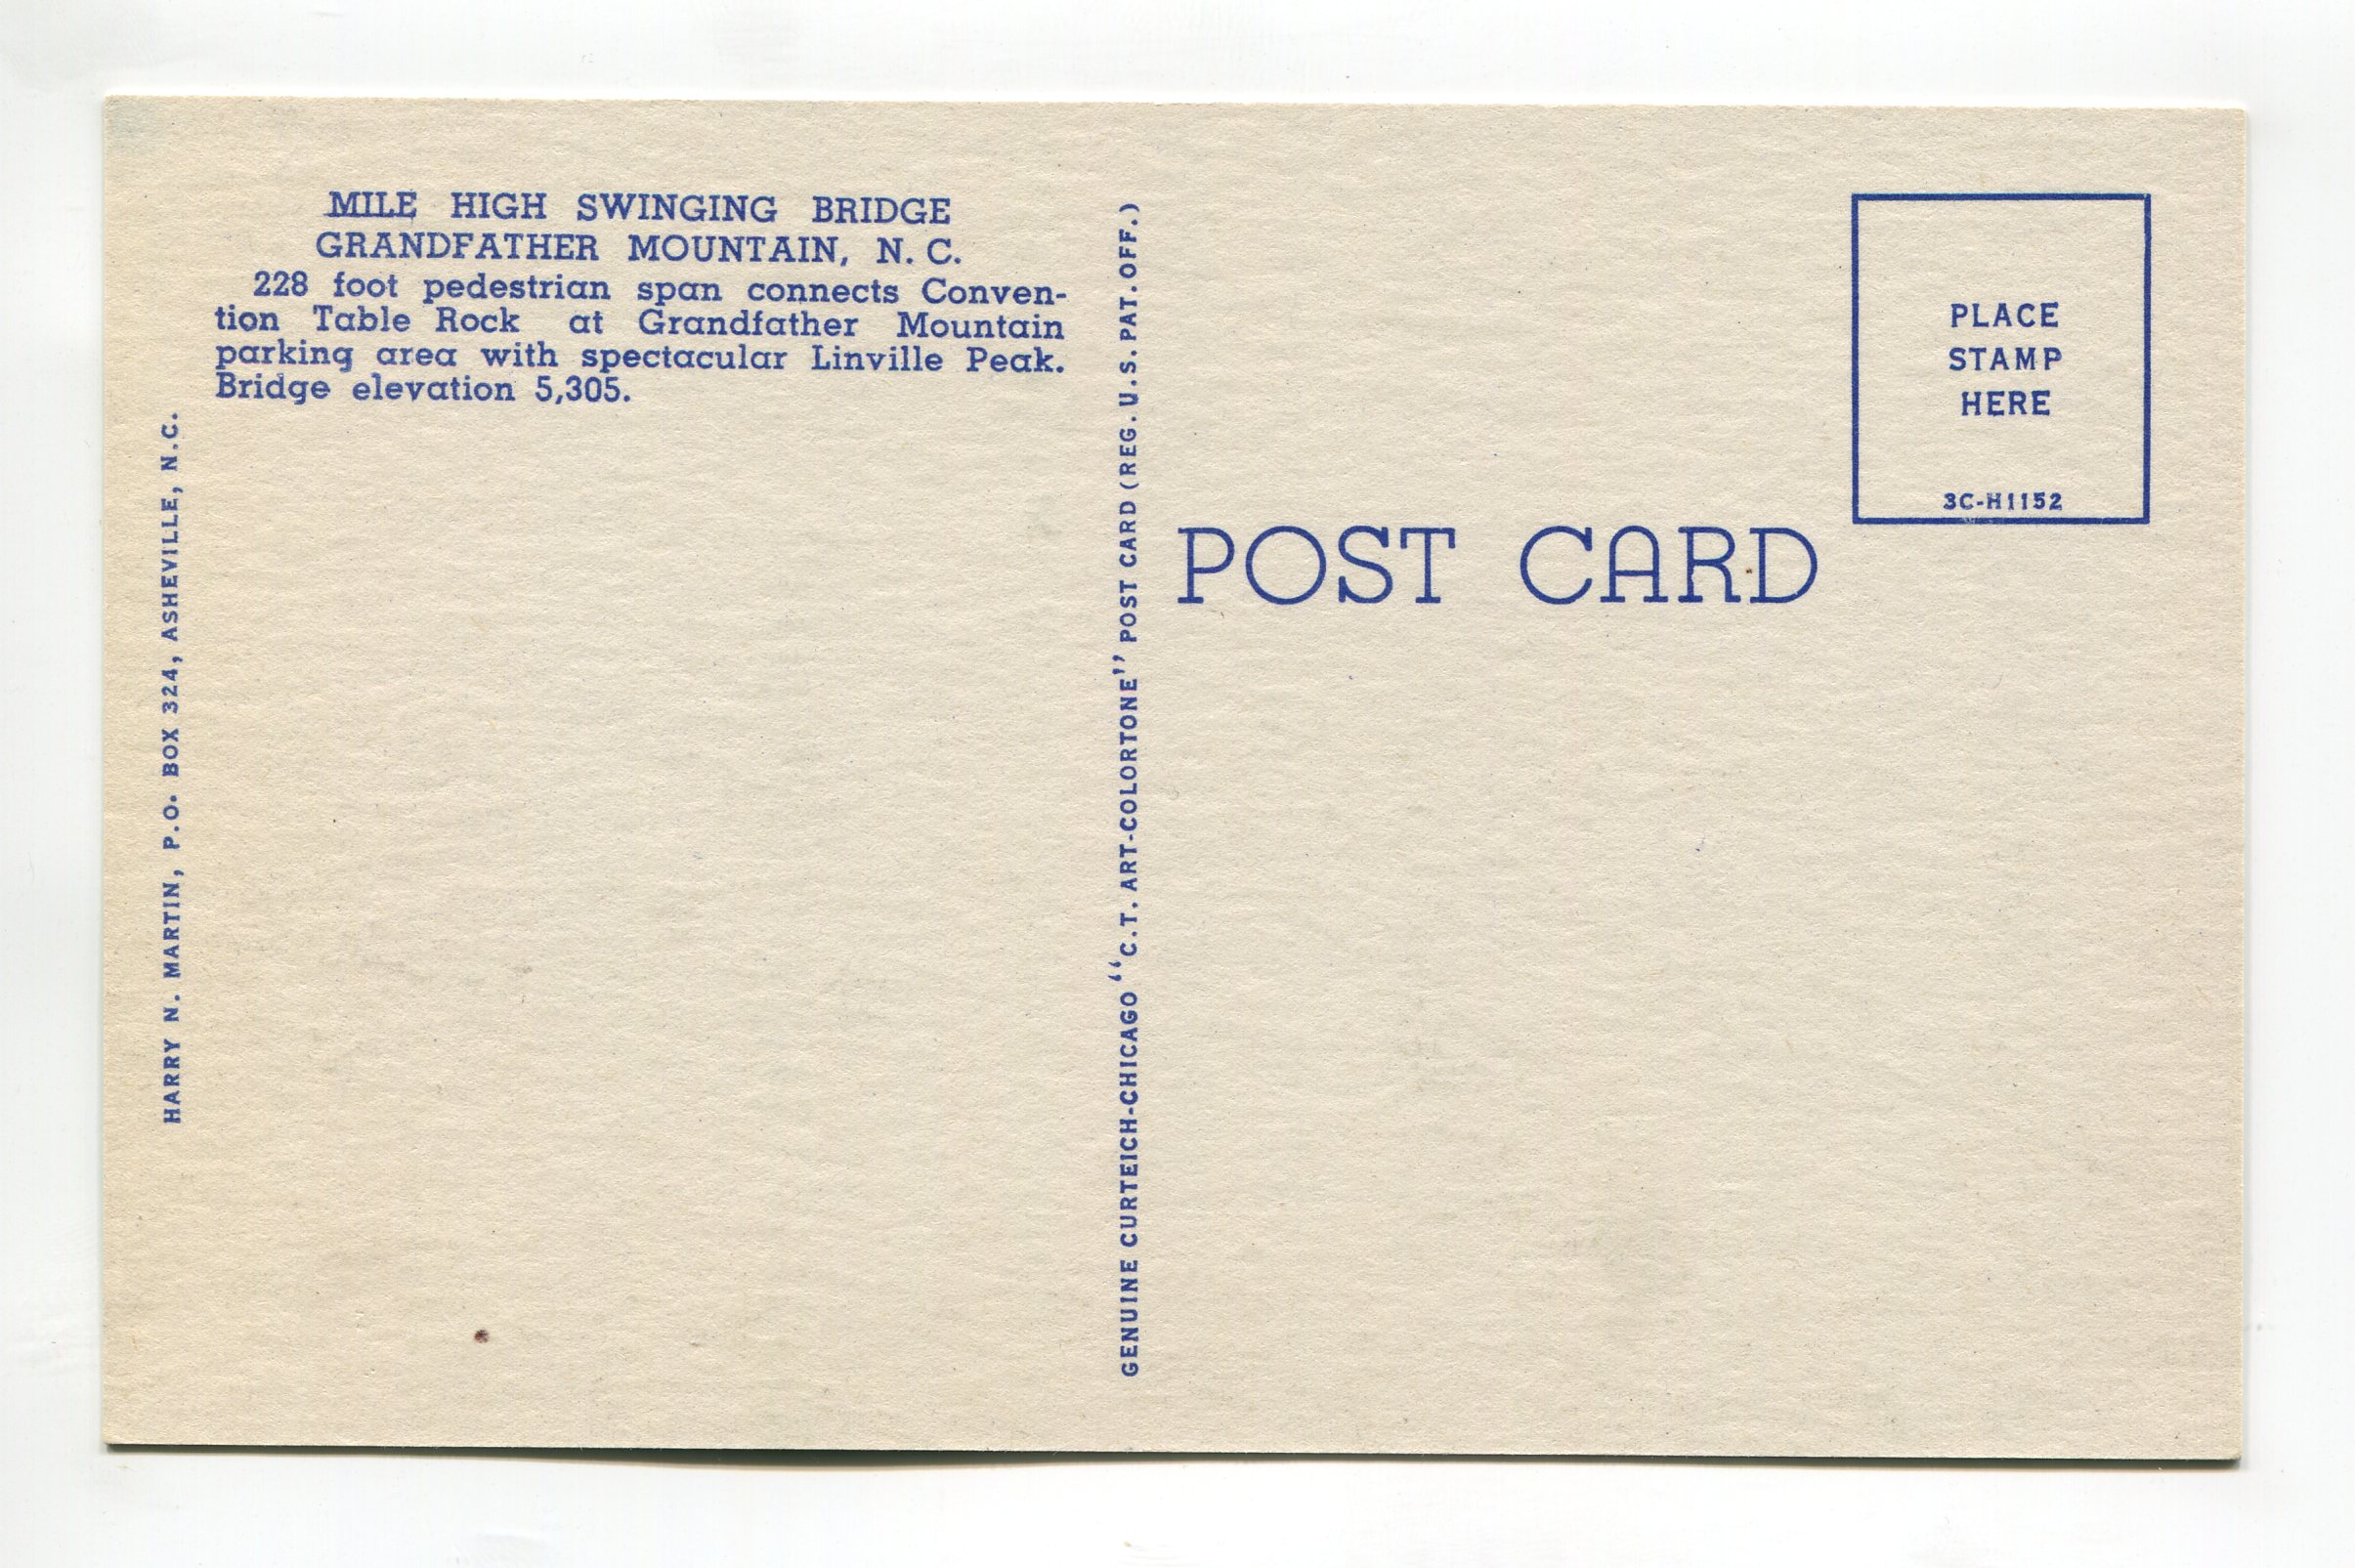 MILE HIGH SWINGING BRIDGE
GRANDFATHER MOUNTAIN, N. C.
228 foot pedestrian span connects Conven-
tion Table Rock at Grandfather Mountain
parking area with spectacular Linville Peak.
Bridge elevation 5,305.
HARRY N. MARTIN, P.O. BOX 324, ASHEVILLE, N.C.
GENUINE CURTEICH-CHICAGO "C.T. ART-COLORTONE" POST CARD (REG. U.S. PAT. OFF.)
POST CARD
PLACE
STAMP
HERE
3C-H1152